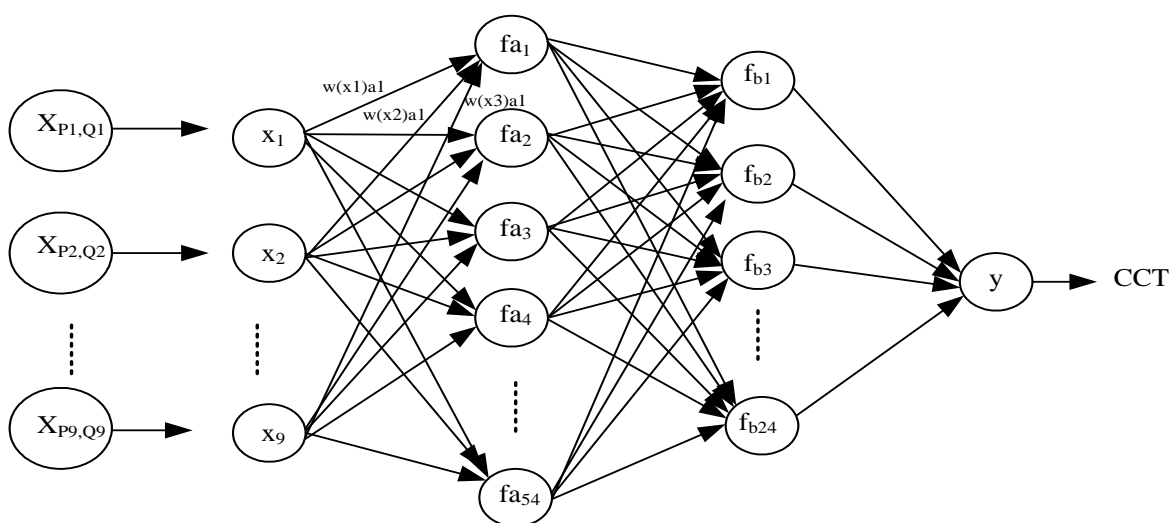 X_P1,Q1
X_P2,Q2
X_P9,Q9
x_1
x_2
x_9
w(x1)a1
w(x2)a1
w(x3)a1
fa_1
fa_2
fa_3
fa_4
fa_54
f_b1
f_b2
f_b3
f_b24
y
CCT